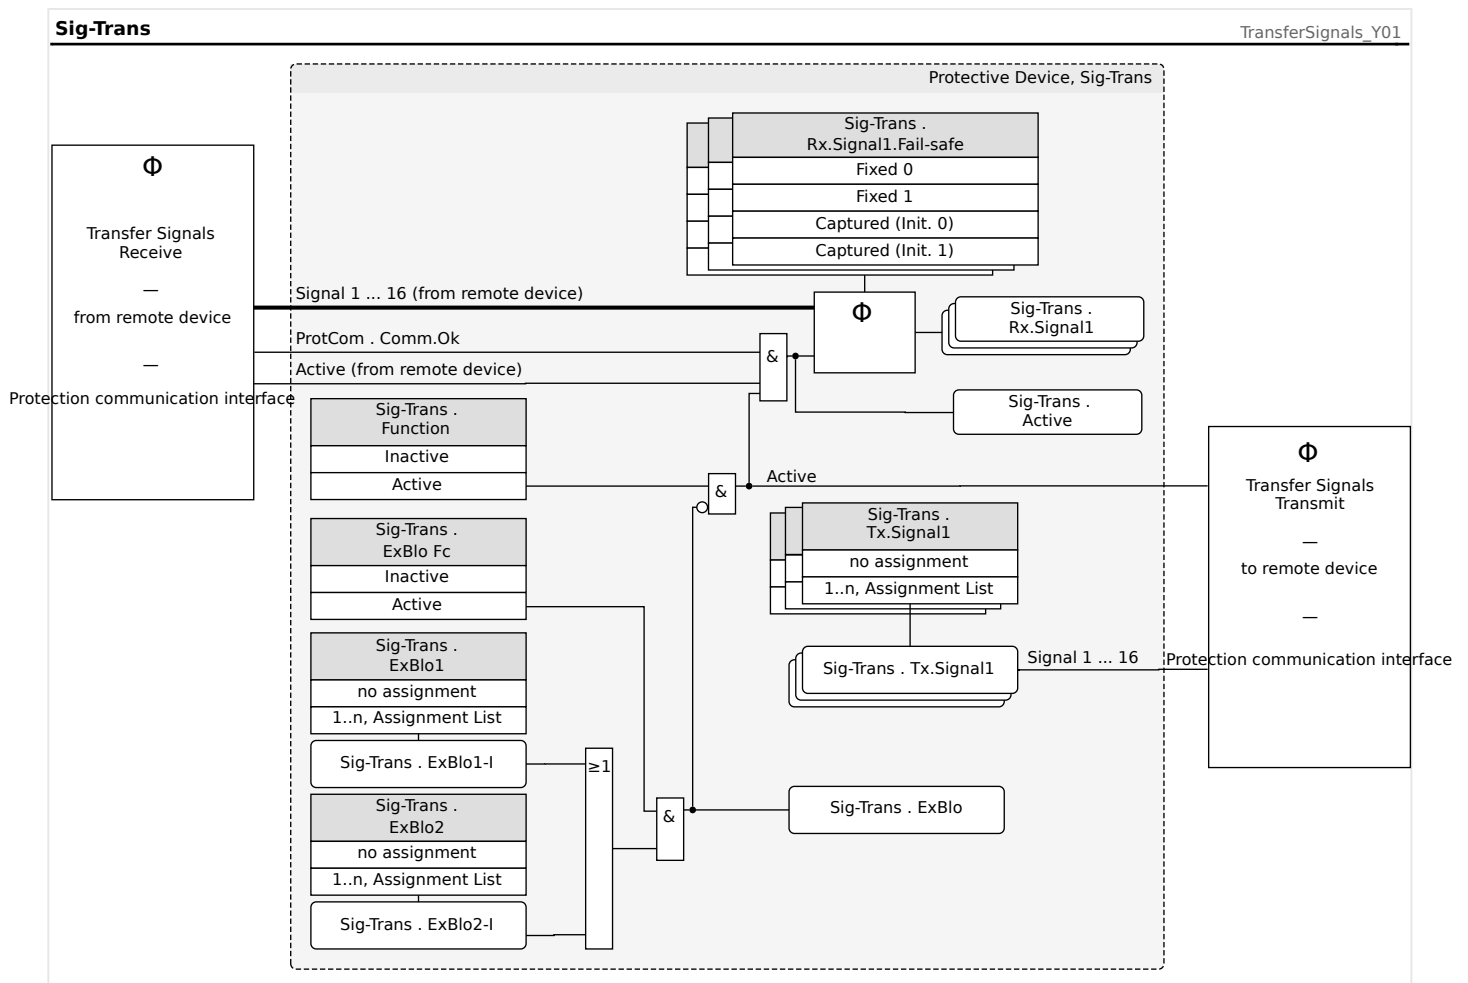 Sig-Trans
TransferSignals_Y01
Protective Device, Sig-Trans
Φ
Transfer Signals
Receive
—
from remote device
—
Protection communication interface
Sig-Trans .
Rx.Signal1.Fail-safe
Fixed 0
Fixed 1
Captured (Init. 0)
Captured (Init. 1)
Signal 1 ... 16 (from remote device)
ProtCom . Comm.Ok
Active (from remote device)
&
Φ
Sig-Trans .
Rx.Signal1
Sig-Trans .
Active
Sig-Trans .
Function
Inactive
Active
&
Active
Sig-Trans .
ExBlo Fc
Inactive
Active
Sig-Trans .
Tx.Signal1
no assignment
1..n, Assignment List
Sig-Trans . Tx.Signal1
Signal 1 ... 16
Φ
Transfer Signals
Transmit
—
to remote device
—
Protection communication interface
Sig-Trans .
ExBlo1
no assignment
1..n, Assignment List
Sig-Trans . ExBlo1-I
≥1
&
Sig-Trans . ExBlo
Sig-Trans .
ExBlo2
no assignment
1..n, Assignment List
Sig-Trans . ExBlo2-I